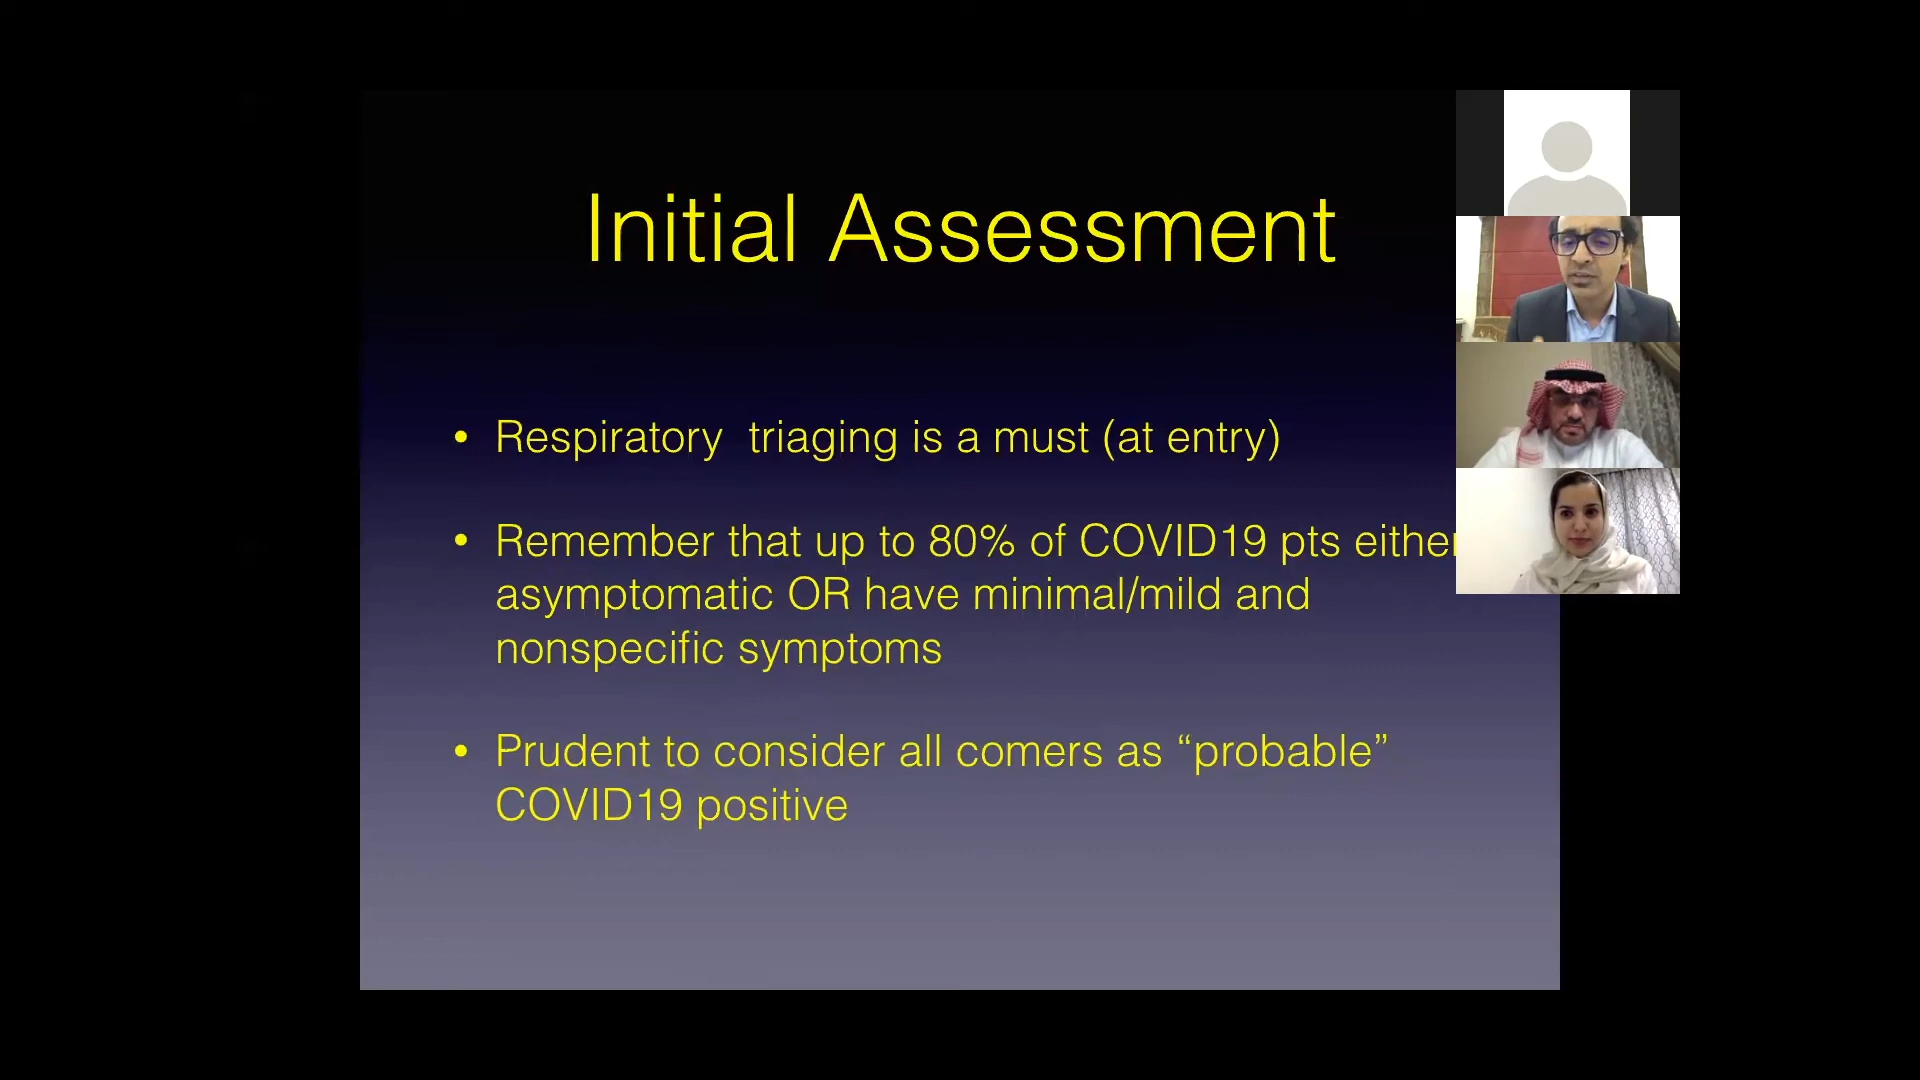 Initial Assessment
• Respiratory  triaging is a must (at entry)
• Remember that up to 80% of COVID19 pts either
asymptomatic OR have minimal/mild and
nonspecific symptoms
• Prudent to consider all comers as “probable”
COVID19 positive